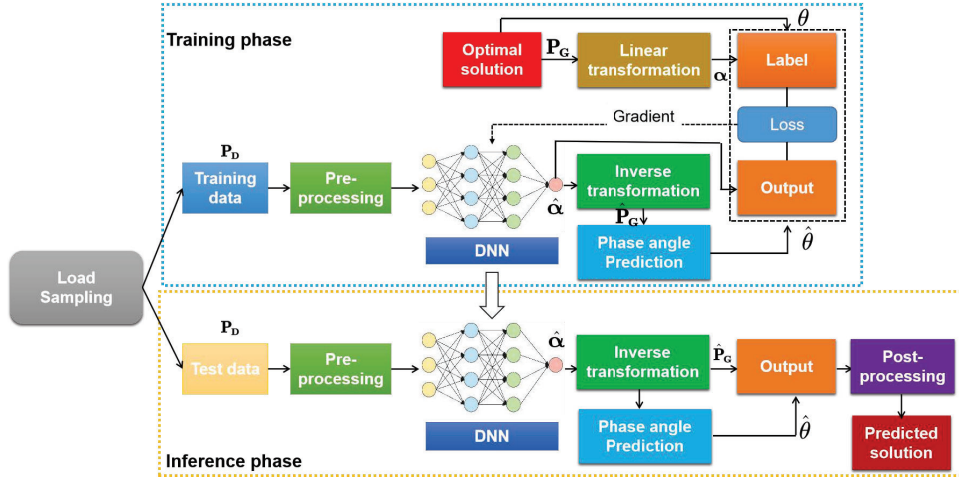 Training phase
θ
Optimal
solution
P_G
Linear
transformation
α
Label
Gradient
Loss
P_D
Training
data
Pre-
processing
α̂
Inverse
transformation
Output
P̂_G
Phase angle
Prediction
θ̂
DNN
Load
Sampling
P_D
Test data
Pre-
processing
α̂
Inverse
transformation
P̂_G
Output
Post-
processing
DNN
Phase angle
Prediction
θ̂
Predicted
solution
Inference phase